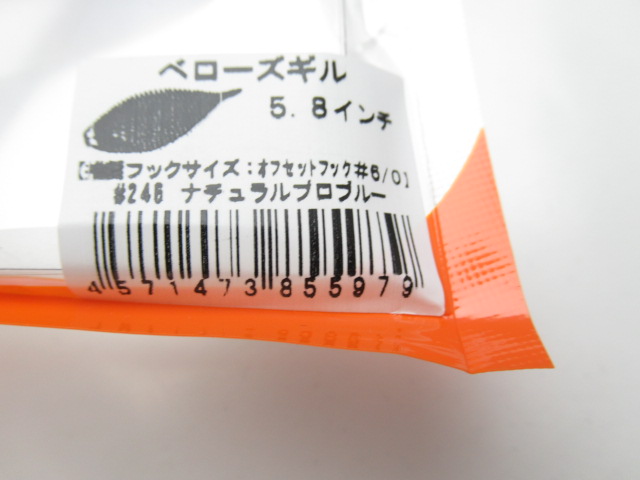 ベローズギル
5.8インチ
フックサイズ:オフセットフック#6/0]
#246 ナチュラルプロブルー
4571473855979